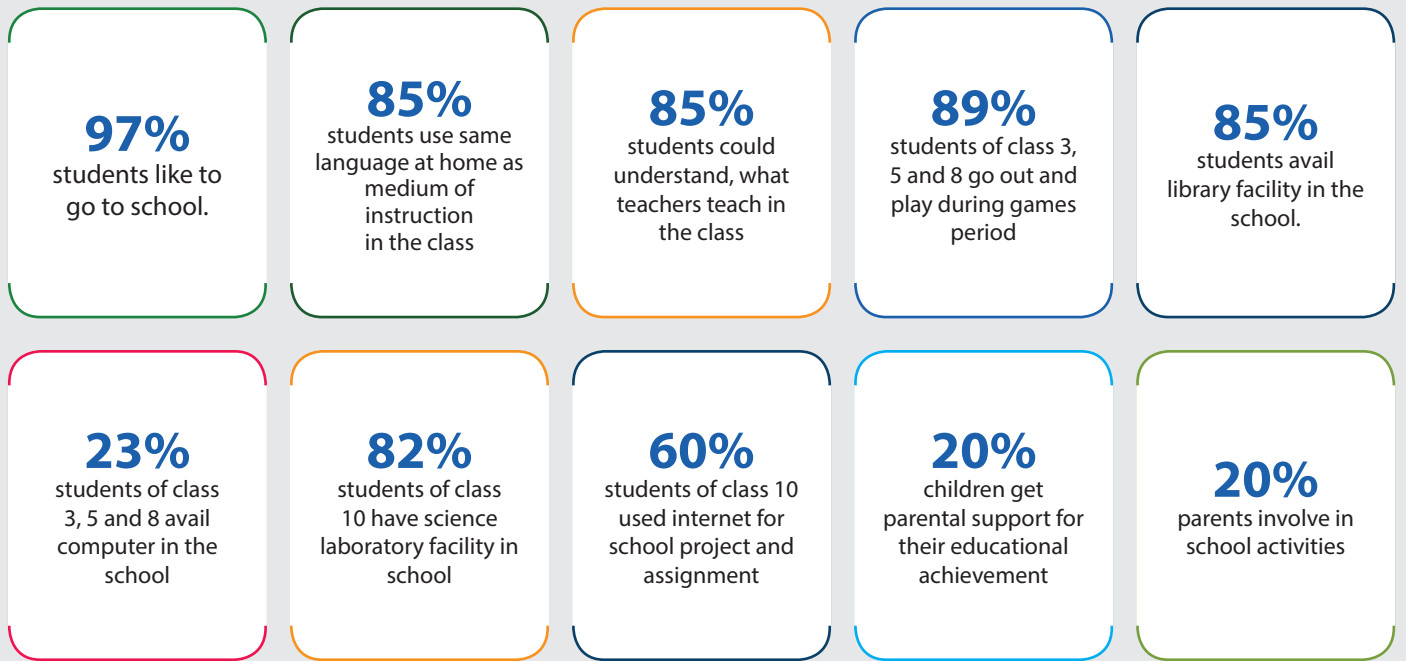 97%
students like to
go to school.
85%
students use same
language at home as
medium of
instruction
in the class
85%
students could
understand, what
teachers teach in
the class
89%
students of class 3,
5 and 8 go out and
play during games
period
85%
students avail
library facility in the
school.
23%
students of class
3, 5 and 8 avail
computer in the
school
82%
students of class
10 have science
laboratory facility in
school
60%
students of class 10
used internet for
school project and
assignment
20%
children get
parental support for
their educational
achievement
20%
parents involve in
school activities